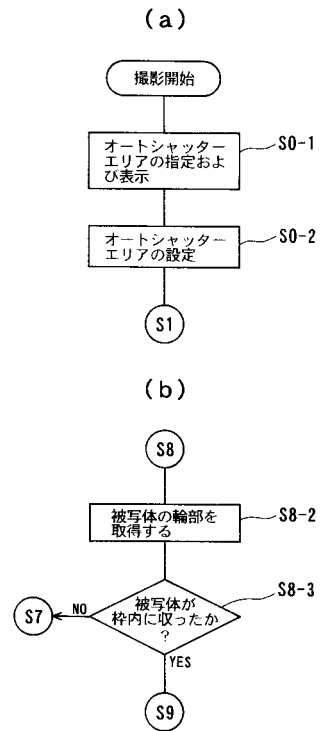 (a)
撮影開始
オートシャッター
エリアの指定およ
び表示
S0-1
オートシャッター
エリアの設定
S0-2
S1
(b)
S8
被写体の輪部を
取得する
S8-2
被写体が
枠内に収ったか
?
S8-3
NO
S7
YES
S9